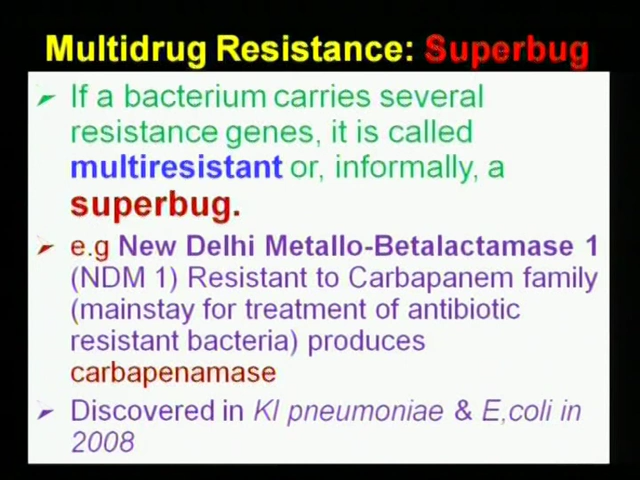 Multidrug Resistance: Superbug
If a bacterium carries several
resistance genes, it is called
multiresistant or, informally, a
superbug.
e.g New Delhi Metallo-Betalactamase 1
(NDM 1) Resistant to Carbapanem family
(mainstay for treatment of antibiotic
resistant bacteria) produces
carbapenamase
Discovered in Kl pneumoniae & E,coli in
2008